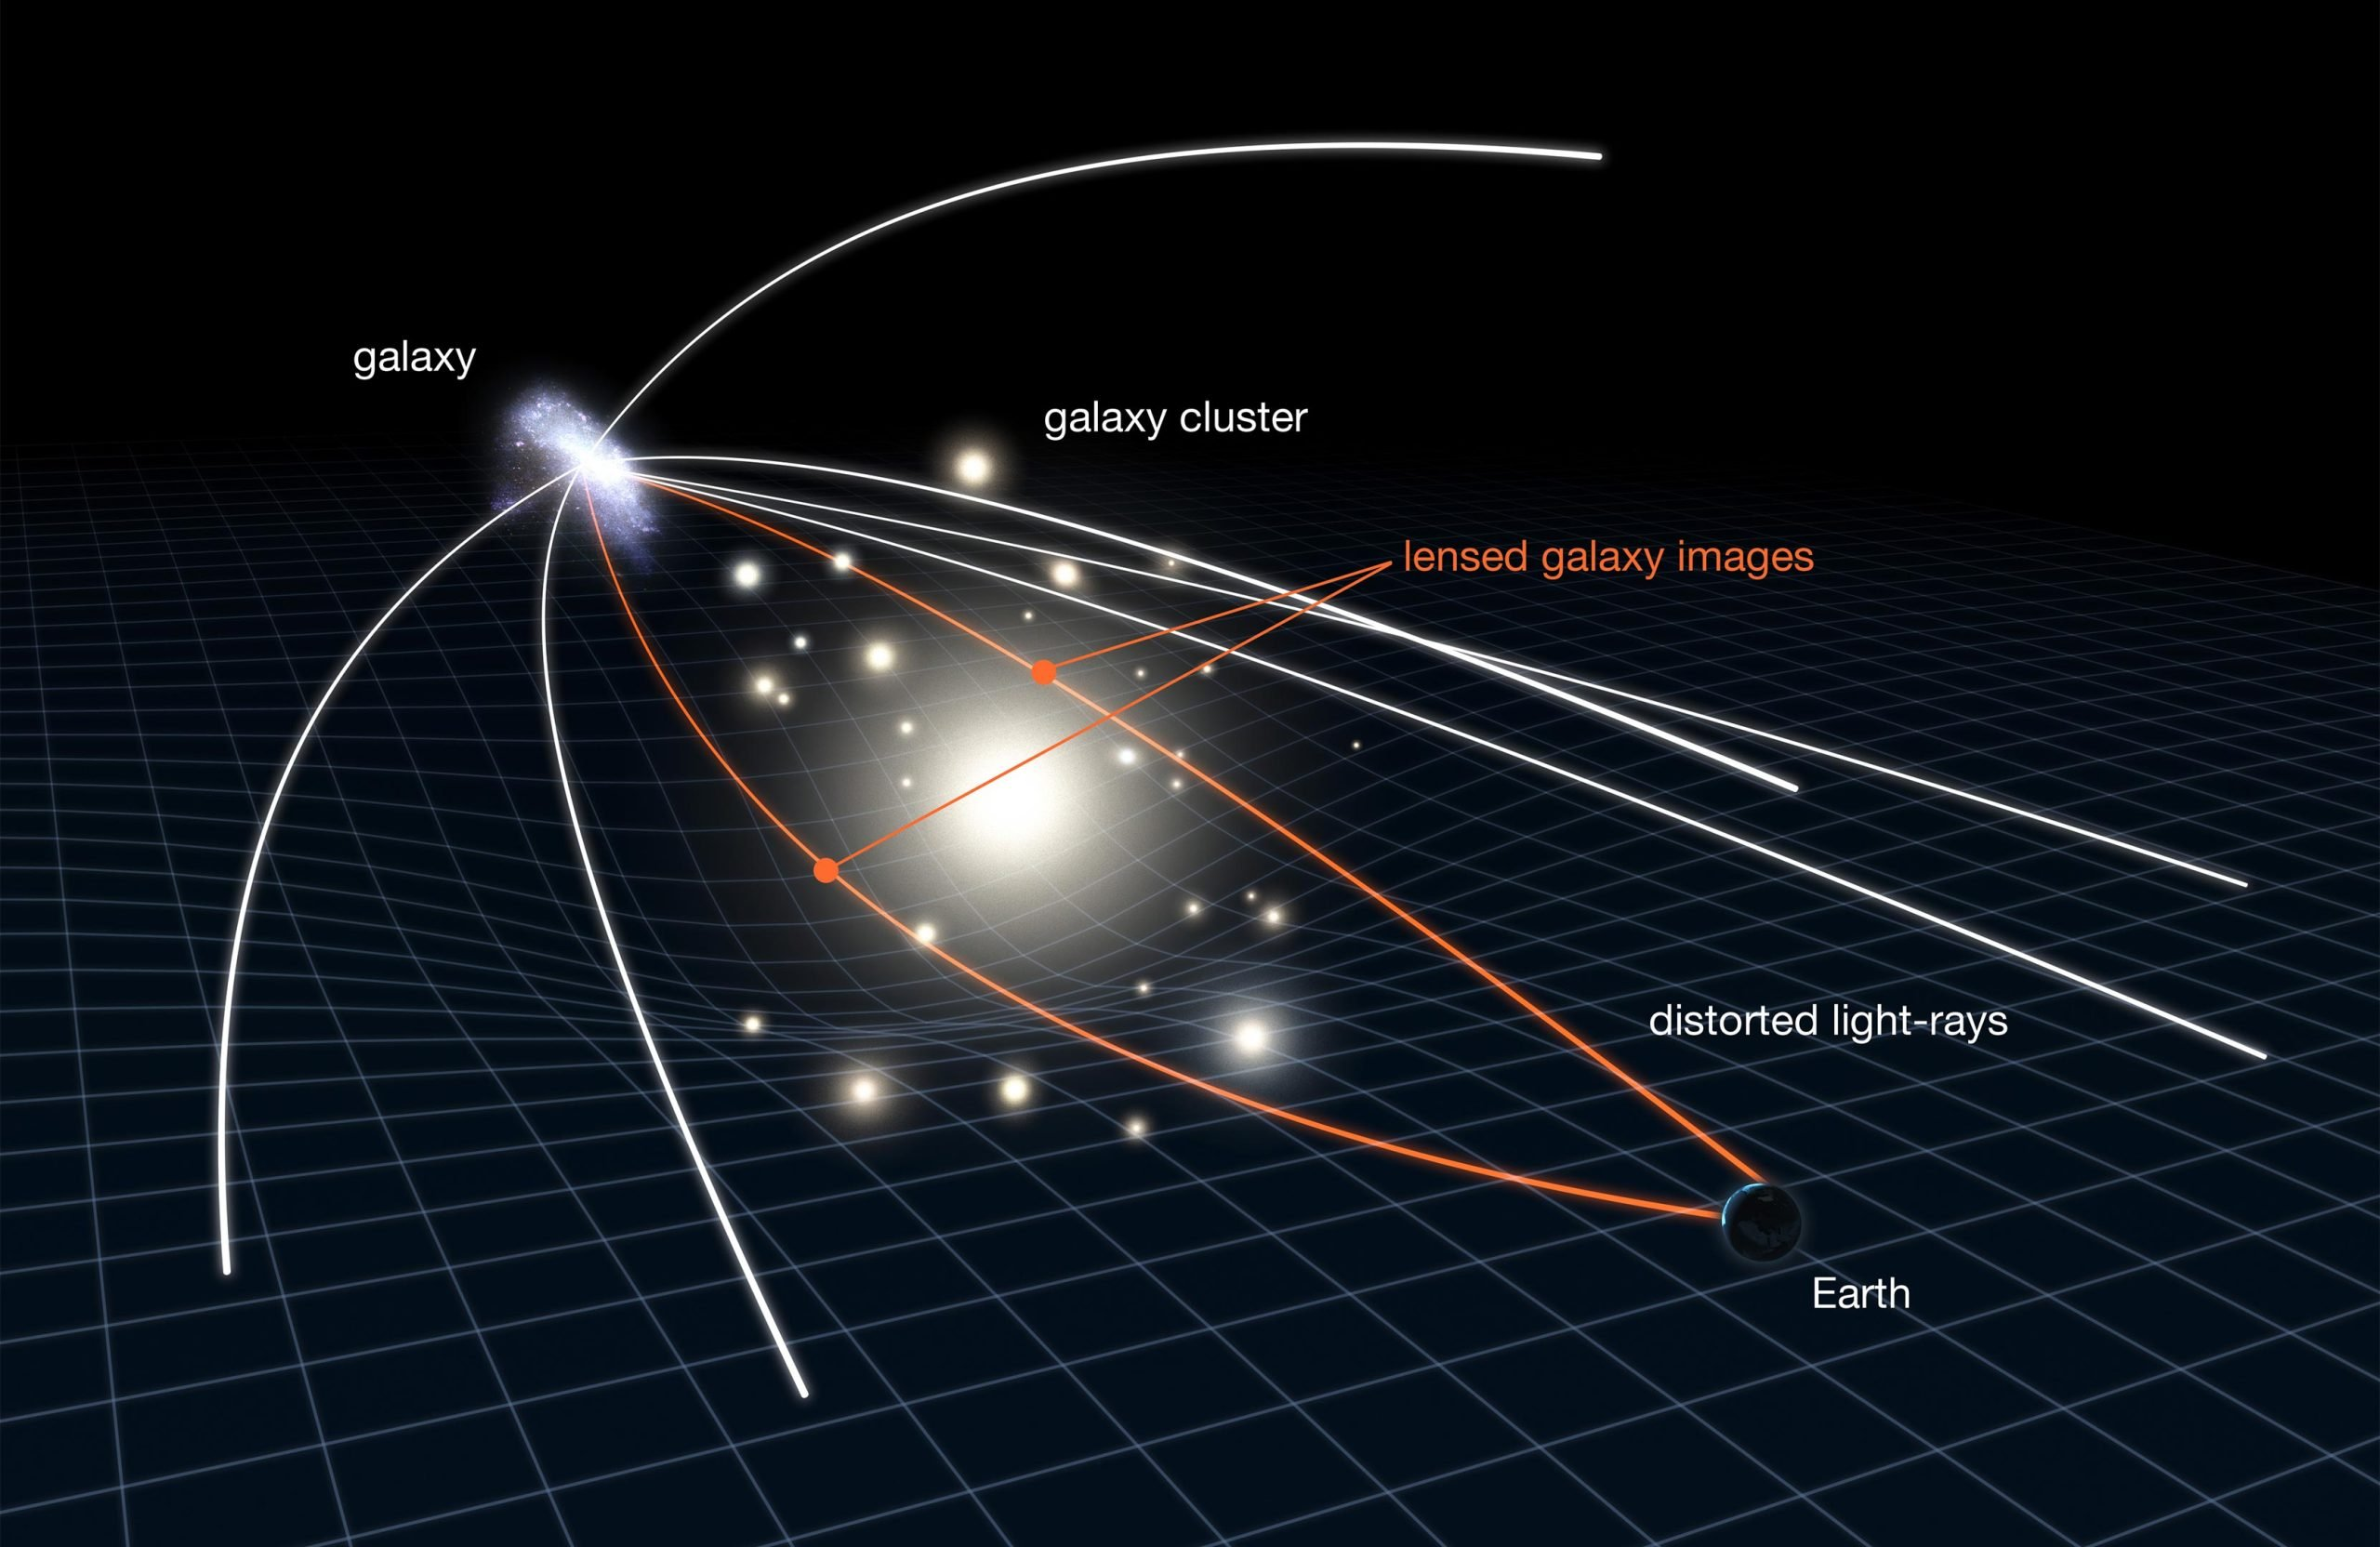 galaxy
galaxy cluster
lensed galaxy images
distorted light-rays
Earth